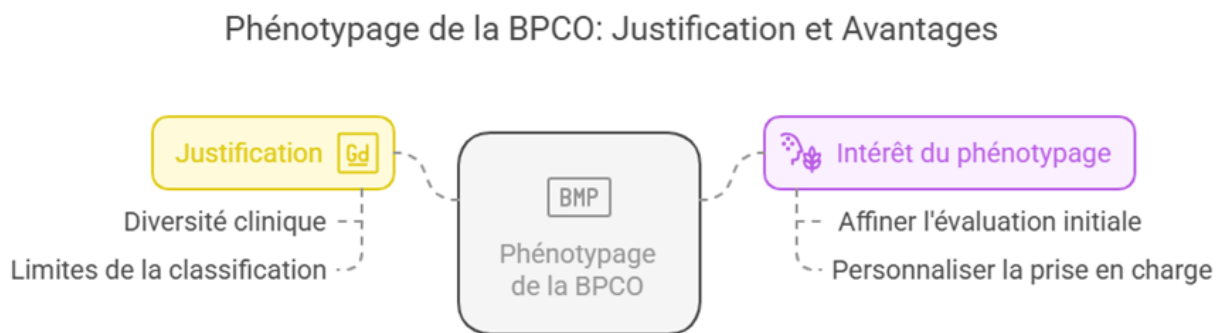 Phénotypage de la BPCO: Justification et Avantages
Justification
Gd
Diversité clinique
Limites de la classification
BMP
Phénotypage
de la BPCO
Intérêt du phénotypage
Affiner l'évaluation initiale
Personnaliser la prise en charge